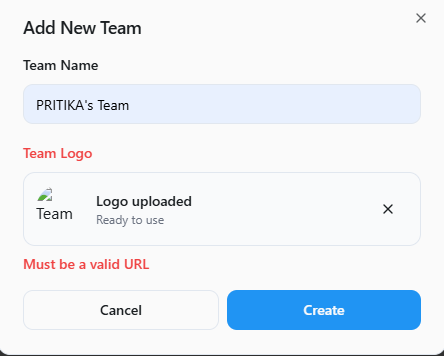 Add New Team
Team Name
PRITIKA's Team
Team Logo
Team
Logo uploaded
Ready to use
Must be a valid URL
Cancel
Create